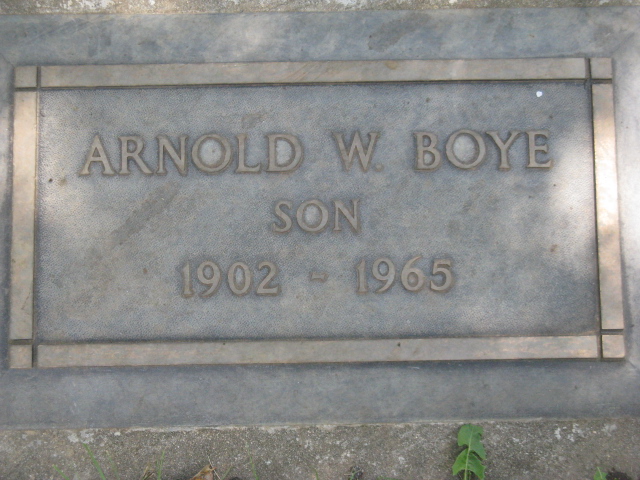 ARNOLD W. BOYE
SON
1902 - 1965